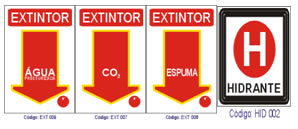 EXTINTOR
ÁGUA
PRESSURIZADA
Código: EXT 006
EXTINTOR
CO₂
Código: EXT 007
EXTINTOR
ESPUMA
Código: EXT 008
H
HIDRANTE
Código: HID 002